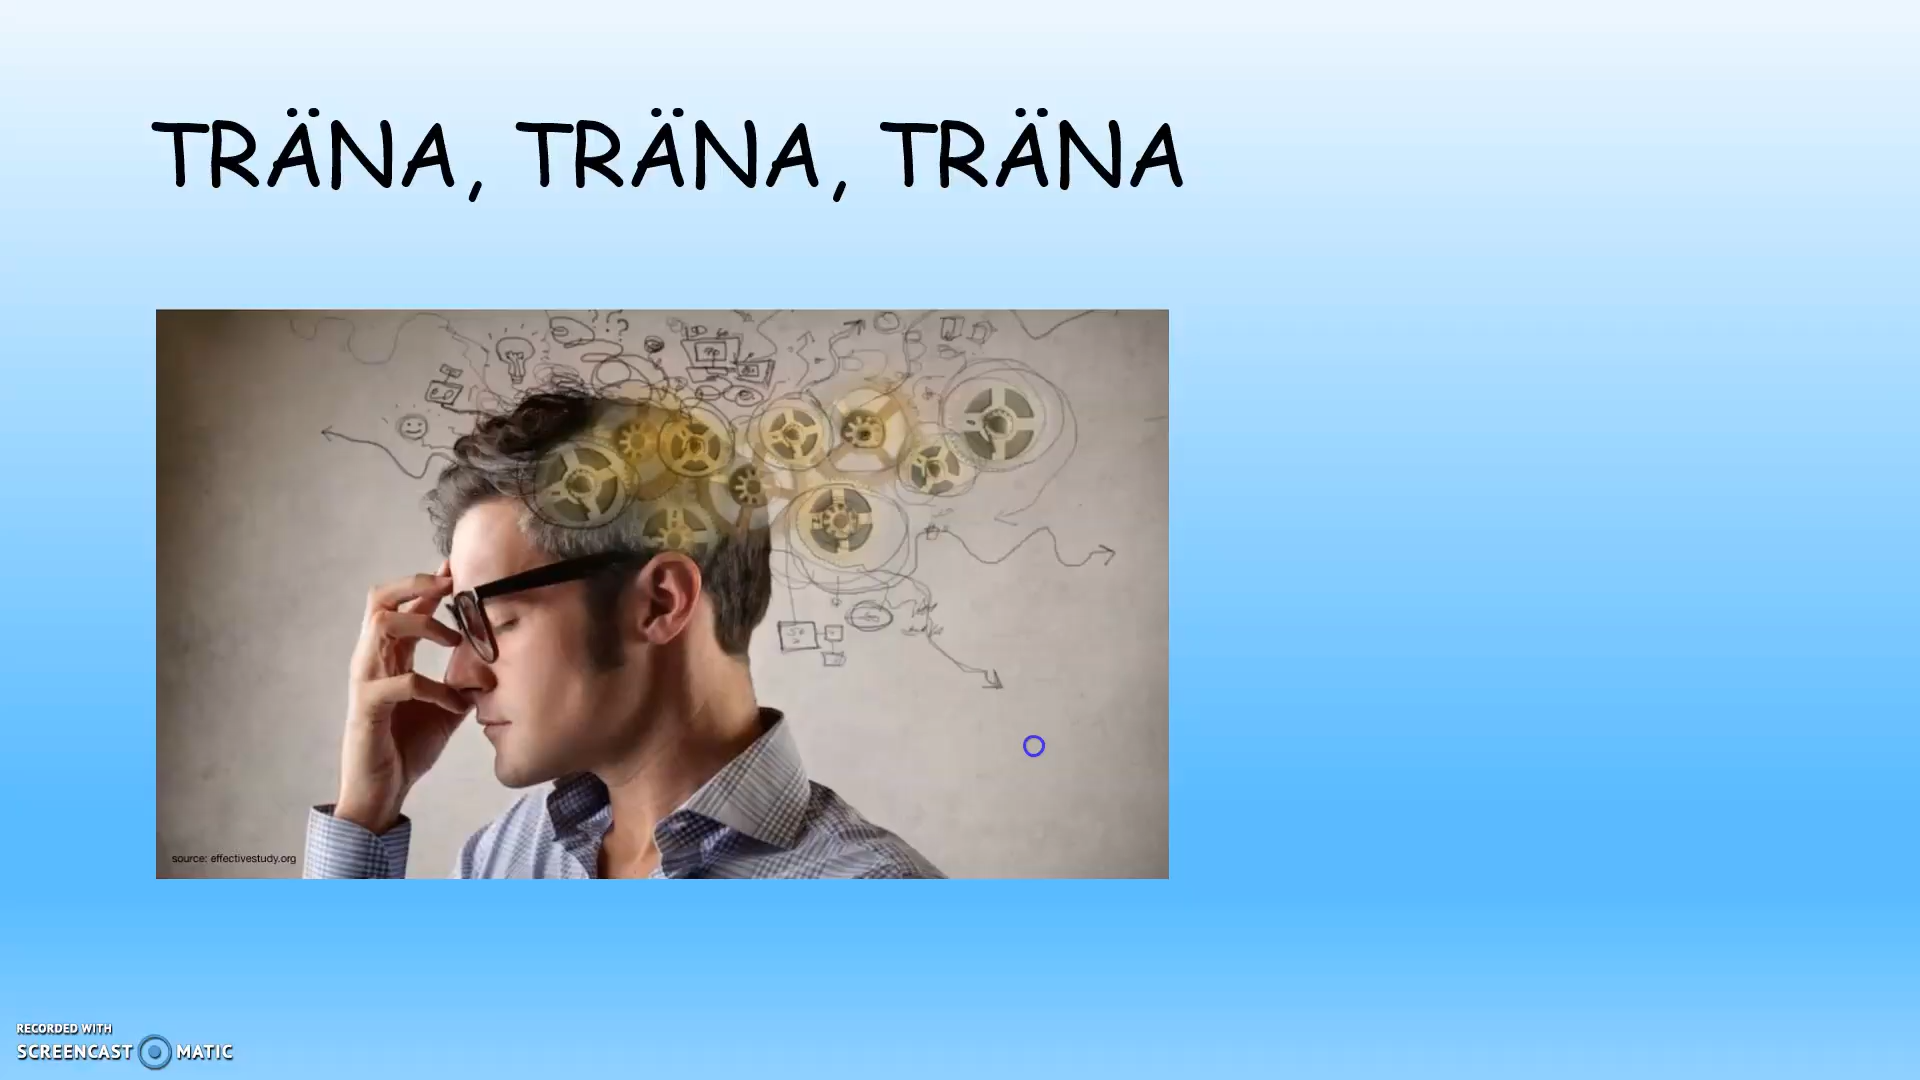 TRÄNA, TRÄNA, TRÄNA
source: effectivestudy.org
RECORDED WITH
SCREENCAST MATIC